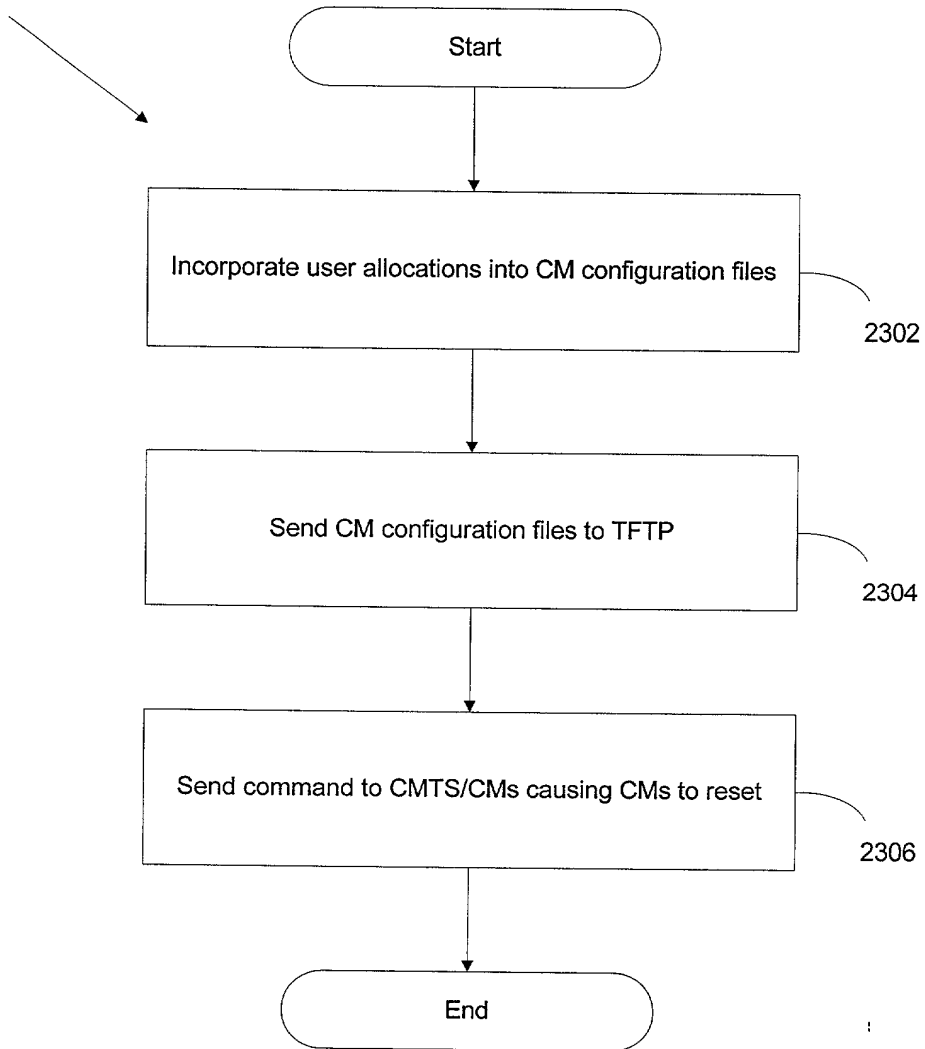 Start
Incorporate user allocations into CM configuration files
2302
Send CM configuration files to TFTP
2304
Send command to CMTS/CMs causing CMs to reset
2306
End